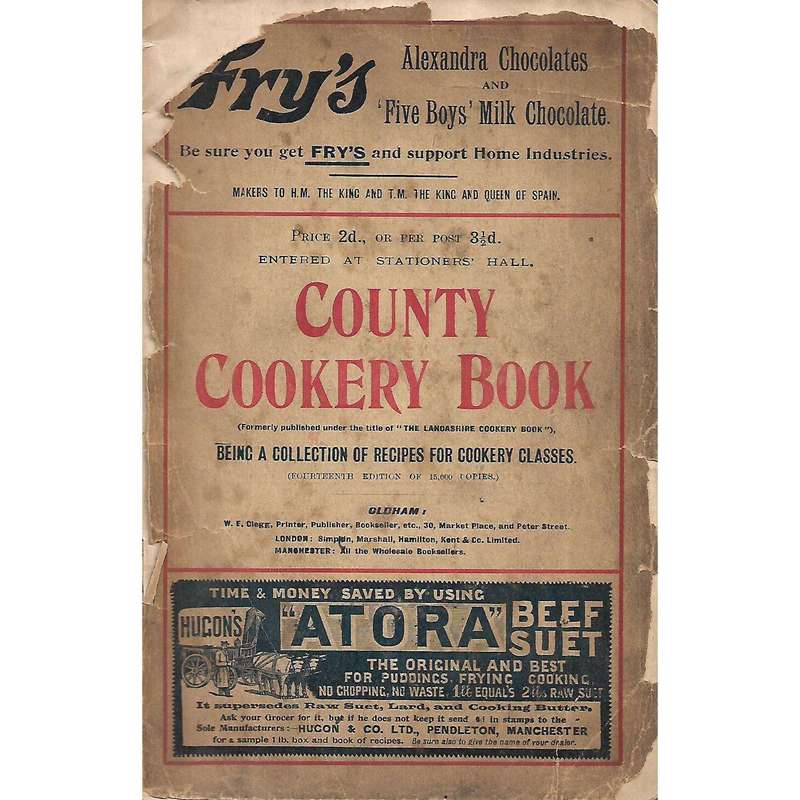 Fry's
Alexandra Chocolates
AND
'Five Boys' Milk Chocolate.
Be sure you get FRY'S and support Home Industries.
MAKERS TO H.M. THE KING AND T.M. THE KING AND QUEEN OF SPAIN.
PRICE 2d., OR PER POST 3½d.
ENTERED AT STATIONERS' HALL.
COUNTY
COOKERY BOOK
(Formerly published under the title of "THE LANCASHIRE COOKERY BOOK"),
BEING A COLLECTION OF RECIPES FOR COOKERY CLASSES.
(FOURTEENTH EDITION OF 15,000 COPIES.)
OLDHAM:
W. E. Clegg, Printer, Publisher, Bookseller, etc., 30, Market Place, and Peter Street.
LONDON: Simpkin, Marshall, Hamilton, Kent & Co. Limited.
MANCHESTER: All the Wholesale Booksellers.
TIME & MONEY SAVED BY USING
HUGON'S
"ATORA"
BEEF
SUET
THE ORIGINAL AND BEST
FOR PUDDINGS, FRYING COOKING,
NO CHOPPING, NO WASTE. 1lb EQUALS 2lbs RAW SUET
It supersedes Raw Suet, Lard, and Cooking Butter.
Ask your Grocer for it, but if he does not keep it send in stamps to the
Sole Manufacturers:—HUGON & CO. LTD., PENDLETON, MANCHESTER
for a sample 1 lb. box and book of recipes. Be sure also to give the name of your dealer.